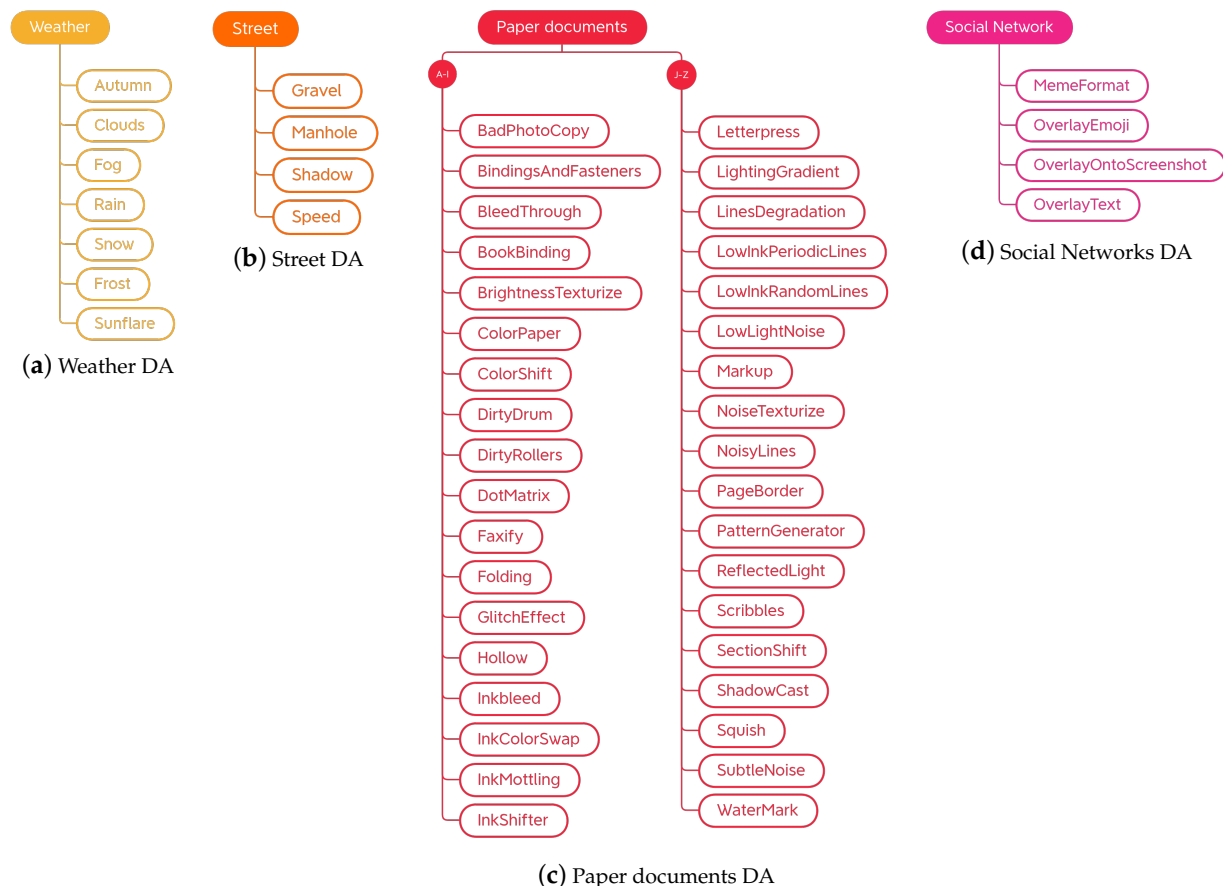 Weather
Autumn
Clouds
Fog
Rain
Snow
Frost
Sunflare
(a) Weather DA
Street
Gravel
Manhole
Shadow
Speed
(b) Street DA
Paper documents
A-I
BadPhotoCopy
BindingsAndFasteners
BleedThrough
BookBinding
BrightnessTexturize
ColorPaper
ColorShift
DirtyDrum
DirtyRollers
DotMatrix
Faxify
Folding
GlitchEffect
Hollow
Inkbleed
InkColorSwap
InkMottling
InkShifter
J-Z
Letterpress
LightingGradient
LinesDegradation
LowInkPeriodicLines
LowInkRandomLines
LowLightNoise
Markup
NoiseTexturize
NoisyLines
PageBorder
PatternGenerator
ReflectedLight
Scribbles
SectionShift
ShadowCast
Squish
SubtleNoise
WaterMark
(c) Paper documents DA
Social Network
MemeFormat
OverlayEmoji
OverlayOntoScreenshot
OverlayText
(d) Social Networks DA